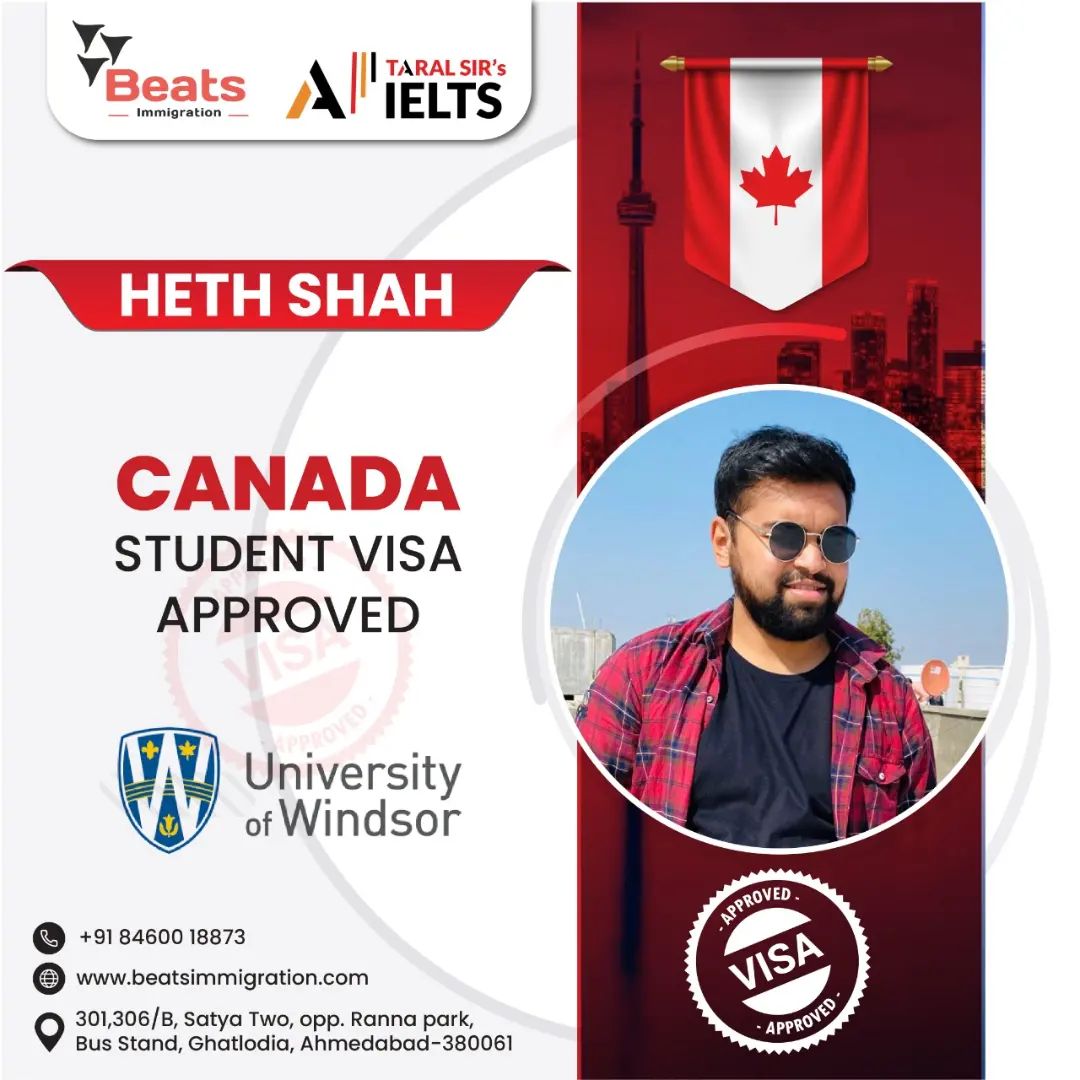 Beats
Immigration
TARAL SIR's
IELTS
HETH SHAH
CANADA
STUDENT VISA
APPROVED
University
of Windsor
+91 84600 18873
www.beatsimmigration.com
301,306/B, Satya Two, opp. Ranna park,
Bus Stand, Ghatlodia, Ahmedabad-380061
- APPROVED -
VISA
- APPROVED -